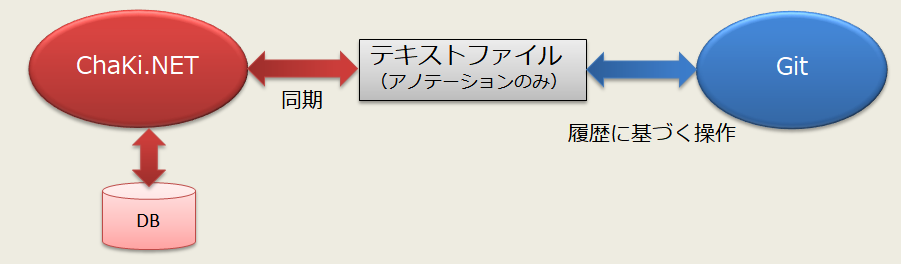 ChaKi.NET
テキストファイル
（アノテーションのみ）
Git
同期
履歴に基づく操作
DB